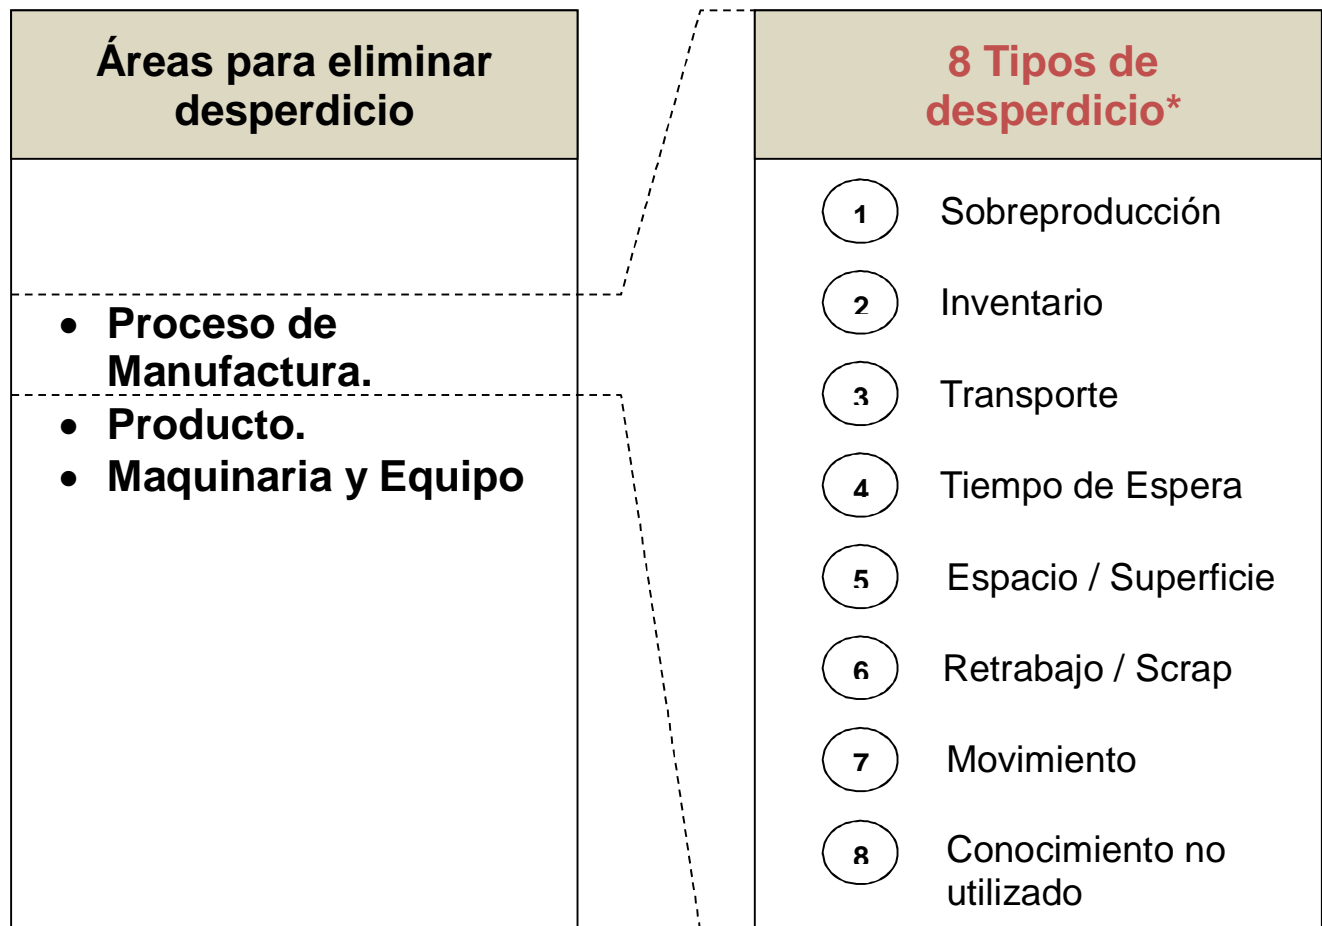 Áreas para eliminar
desperdicio
• Proceso de
Manufactura.
• Producto.
• Maquinaria y Equipo
8 Tipos de
desperdicio*
1 Sobreproducción
2 Inventario
3 Transporte
4 Tiempo de Espera
5 Espacio / Superficie
6 Retrabajo / Scrap
7 Movimiento
8 Conocimiento no
utilizado